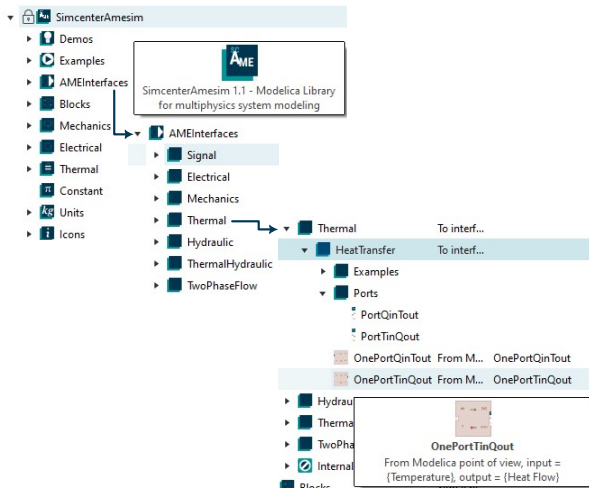 SimcenterAmesim
Demos
Examples
AMEInterfaces
Blocks
Mechanics
Electrical
Thermal
Constant
Units
Icons
SC
AME
SimcenterAmesim 1.1 - Modelica Library
for multiphysics system modeling
AMEInterfaces
Signal
Electrical
Mechanics
Thermal
Hydraulic
ThermalHydraulic
TwoPhaseFlow
Thermal To interf...
HeatTransfer To interf...
Examples
Ports
PortQinTout
PortTinQout
OnePortQinTout From M... OnePortQinTout
OnePortTinQout From M... OnePortTinQout
Hydrau
Therma
TwoPha
Internal
Blocks
OnePortTinQout
From Modelica point of view, input =
{Temperature}, output = {Heat Flow}